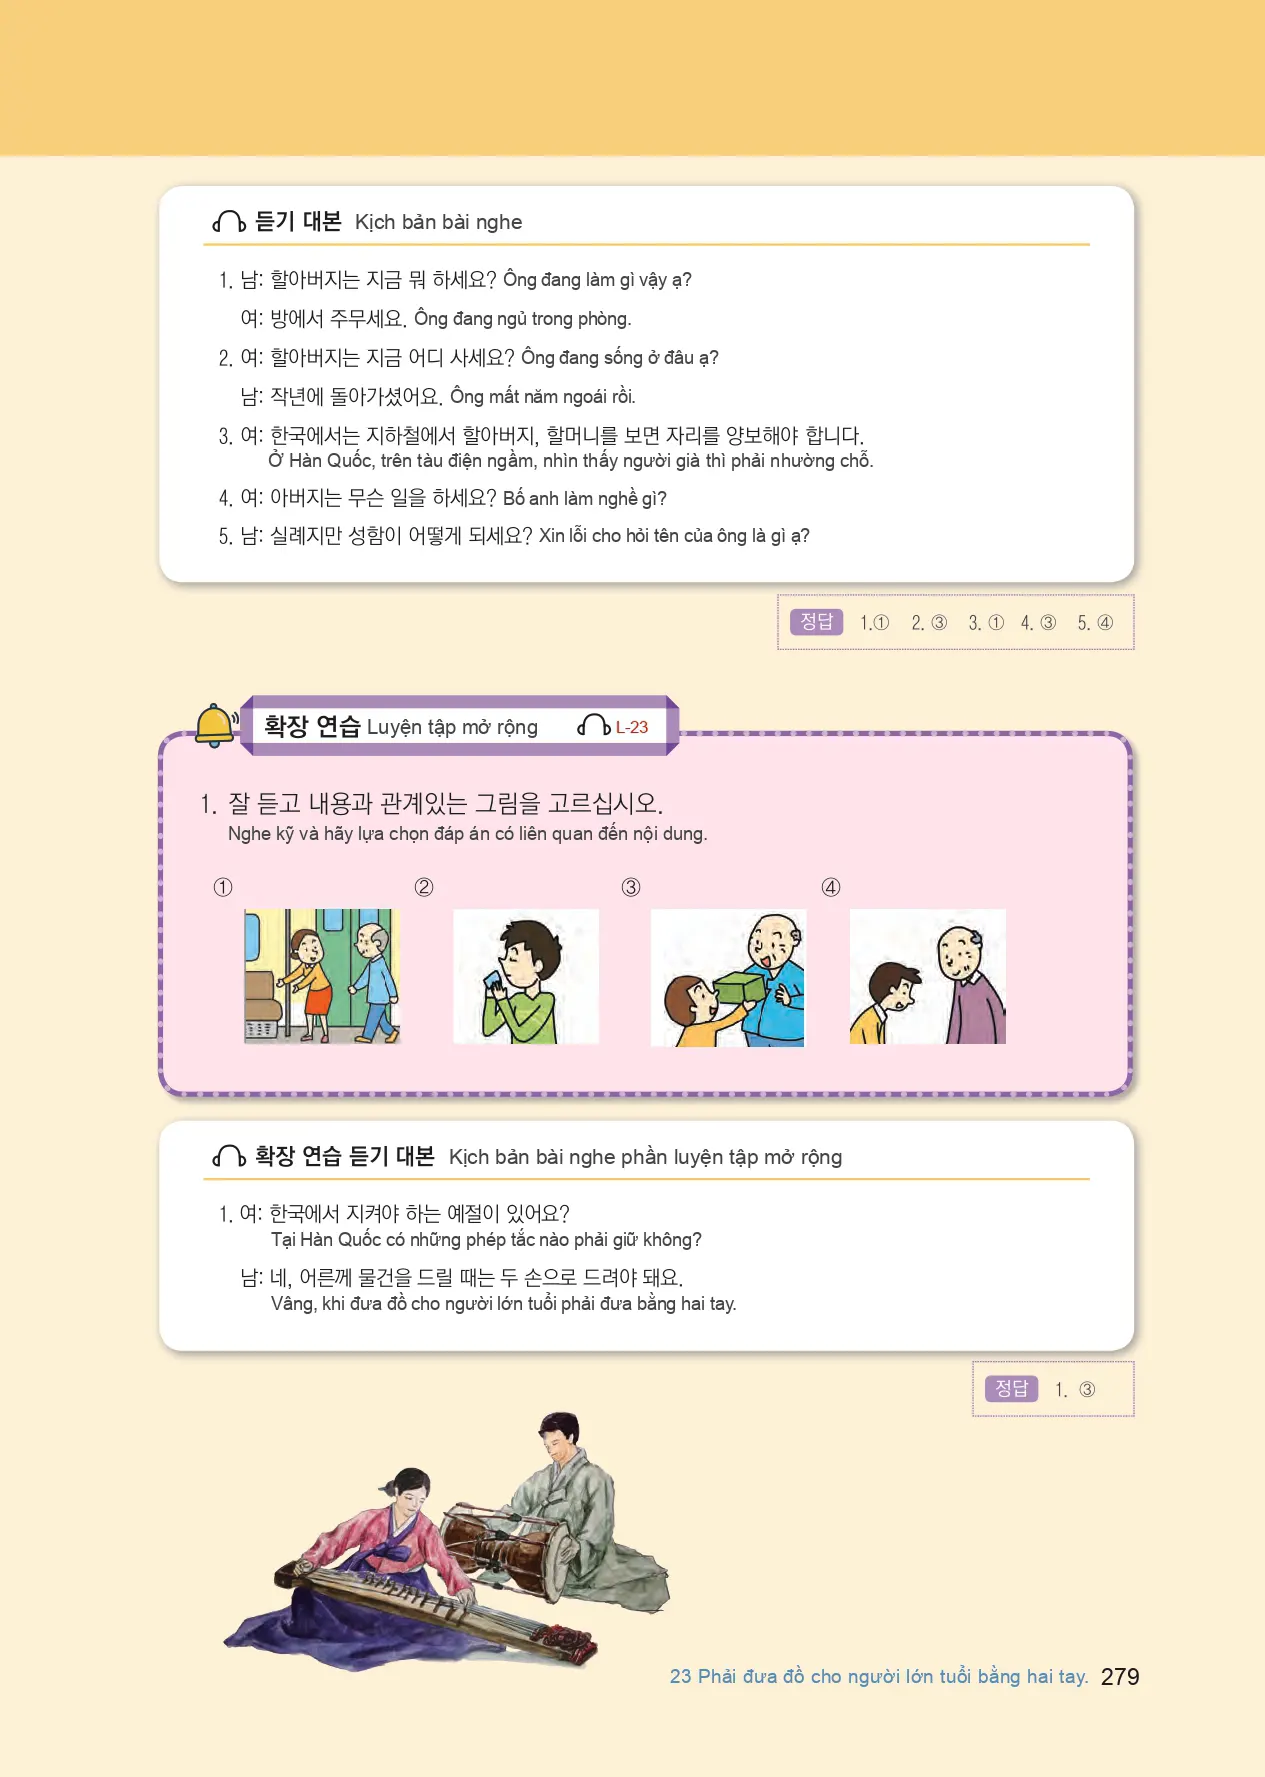 듣기 대본 Kịch bản bài nghe
1. 남: 할아버지는 지금 뭐 하세요? Ông đang làm gì vậy ạ?
여: 방에서 주무세요. Ông đang ngủ trong phòng.
2. 여: 할아버지는 지금 어디 사세요? Ông đang sống ở đâu ạ?
남: 작년에 돌아가셨어요. Ông mất năm ngoái rồi.
3. 여: 한국에서는 지하철에서 할아버지, 할머니를 보면 자리를 양보해야 합니다.
Ở Hàn Quốc, trên tàu điện ngầm, nhìn thấy người già thì phải nhường chỗ.
4. 여: 아버지는 무슨 일을 하세요? Bố anh làm nghề gì?
5. 남: 실례지만 성함이 어떻게 되세요? Xin lỗi cho hỏi tên của ông là gì ạ?
정답 1.① 2. ③ 3. ① 4. ③ 5. ④
확장 연습 Luyện tập mở rộng L-23
1. 잘 듣고 내용과 관계있는 그림을 고르십시오.
Nghe kỹ và hãy lựa chọn đáp án có liên quan đến nội dung.
① ② ③ ④
확장 연습 듣기 대본 Kịch bản bài nghe phần luyện tập mở rộng
1. 여: 한국에서 지켜야 하는 예절이 있어요?
Tại Hàn Quốc có những phép tắc nào phải giữ không?
남: 네, 어른께 물건을 드릴 때는 두 손으로 드려야 돼요.
Vâng, khi đưa đồ cho người lớn tuổi phải đưa bằng hai tay.
정답 1. ③
23 Phải đưa đồ cho người lớn tuổi bằng hai tay. 279